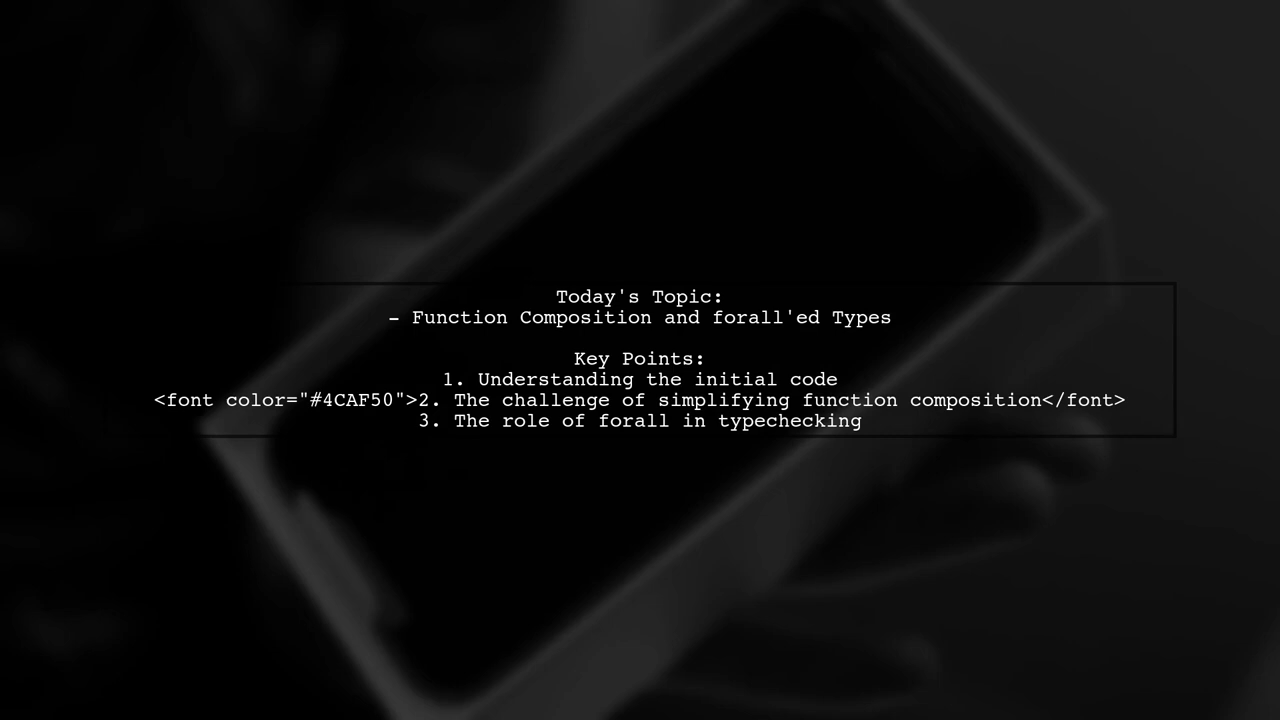 Today's Topic:
- Function Composition and forall'ed Types
Key Points:
1. Understanding the initial code
<font color="#4CAF50">2. The challenge of simplifying function composition</font>
3. The role of forall in typechecking